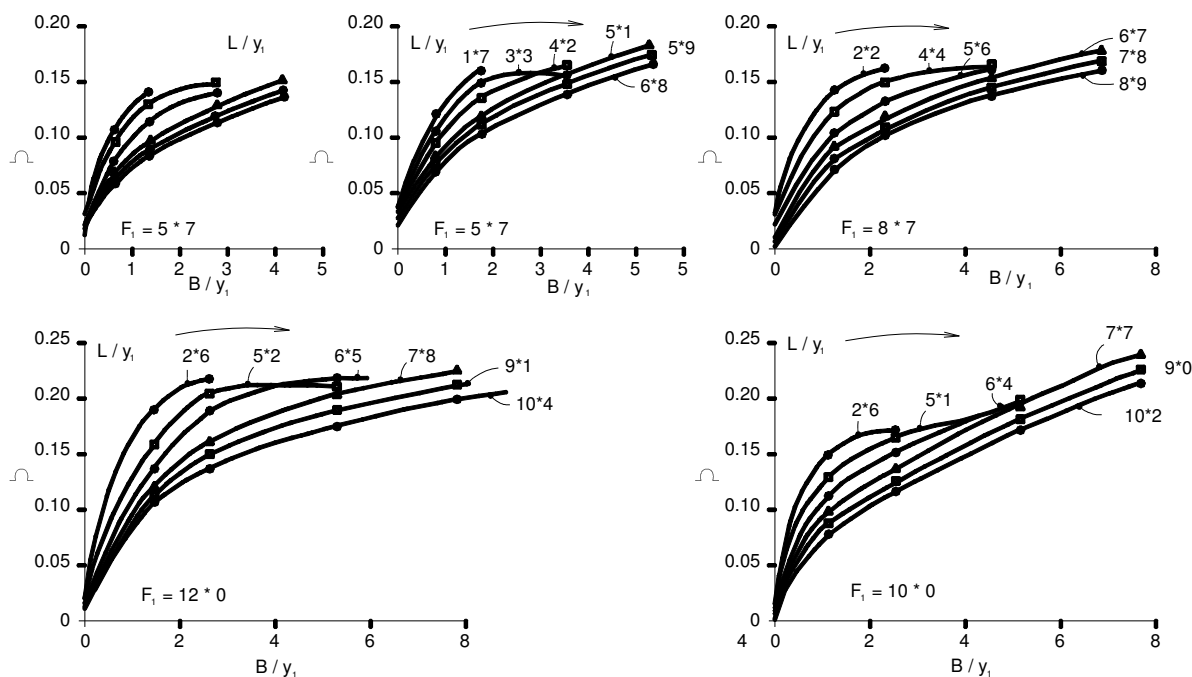 0.20
0.15
0.10
0.05
0
L / y₁
F₁ = 5 * 7
0 1 2 3 4 5
B / y₁
Ω
0.20
0.15
0.10
0.05
0
L / y₁
1*7 3*3 4*2 5*1 5*9
6*8
F₁ = 5 * 7
0 1 2 3 4 5 5
B / y₁
Ω
0.20
0.15
0.10
0.05
0
L / y₁
2*2 4*4 5*6 6*7
7*8
8*9
F₁ = 8 * 7
0 2 4 6 8
B / y₁
Ω
0.25
0.20
0.15
0.10
0.05
0
L / y₁
2*6 5*2 6*5 7*8 9*1
10*4
F₁ = 12 * 0
0 2 4 6 8
B / y₁
Ω
0.25
0.20
0.15
0.10
0.05
0
L / y₁
2*6 5*1 6*4 7*7
9*0
10*2
F₁ = 10 * 0
4 0 2 4 6 8
B / y₁
Ω